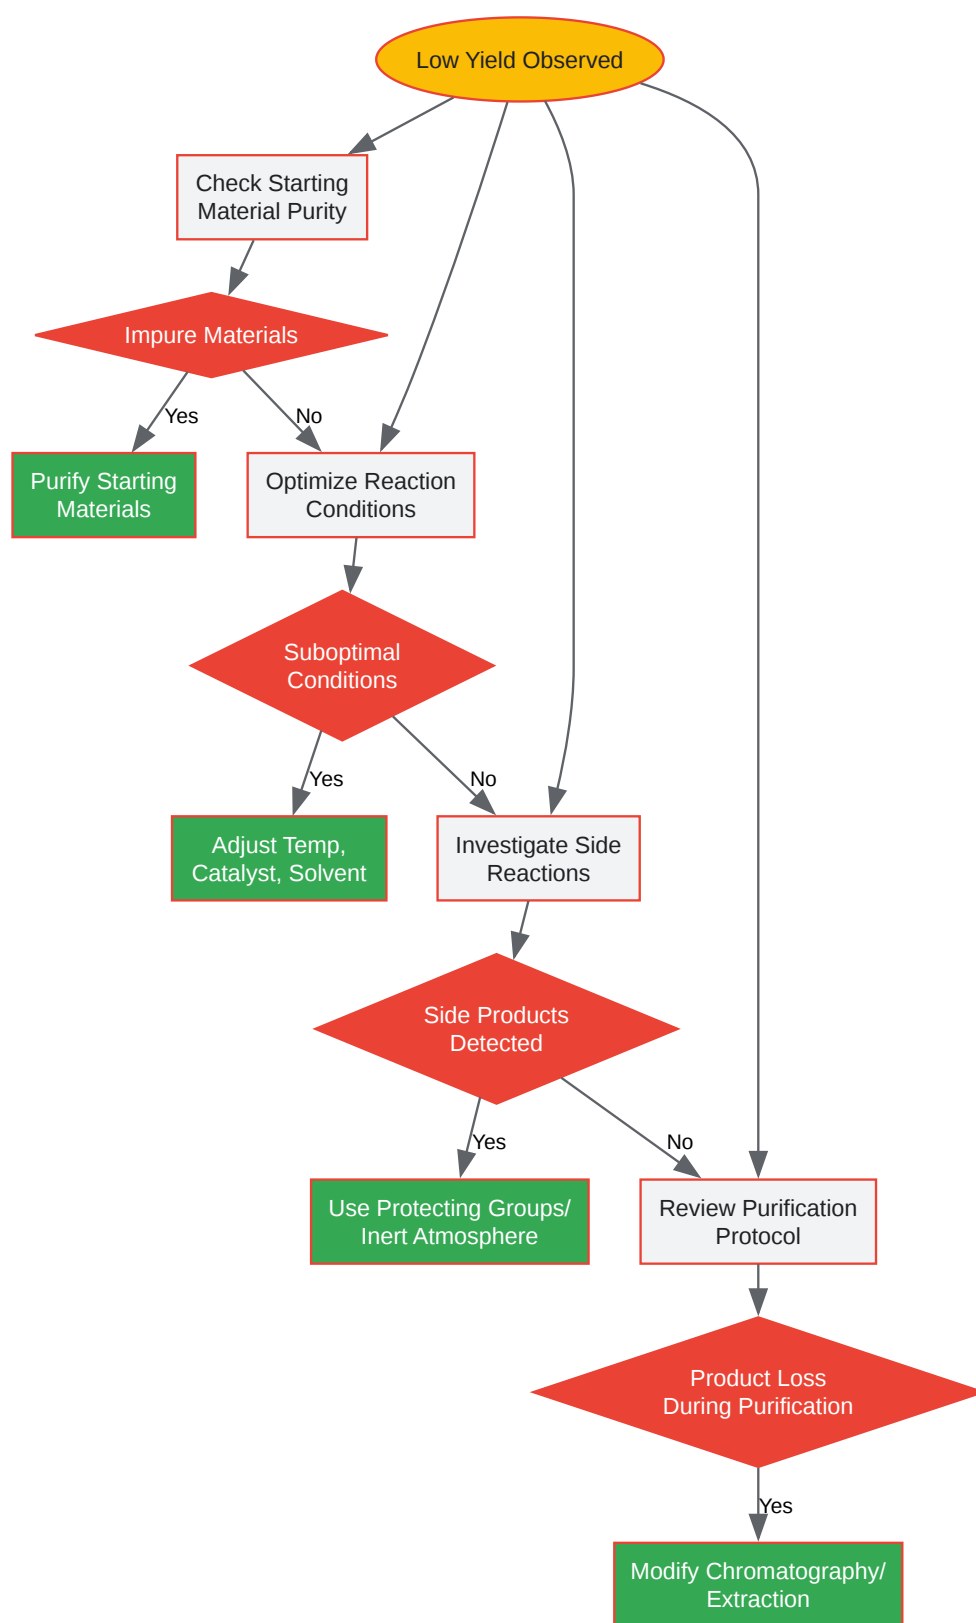 Low Yield Observed
Check Starting
Material Purity
Impure Materials
Yes
No
Purify Starting
Materials
Optimize Reaction
Conditions
Suboptimal
Conditions
Yes
No
Adjust Temp,
Catalyst, Solvent
Investigate Side
Reactions
Side Products
Detected
Yes
No
Use Protecting Groups/
Inert Atmosphere
Review Purification
Protocol
Product Loss
During Purification
Yes
Modify Chromatography/
Extraction